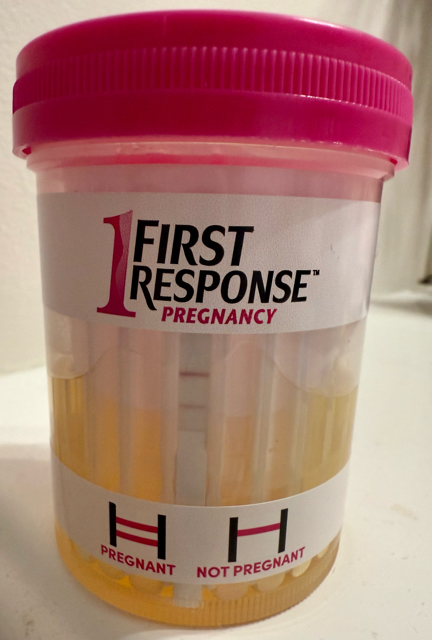 1 FIRST
RESPONSE™
PREGNANCY
PREGNANT NOT PREGNANT